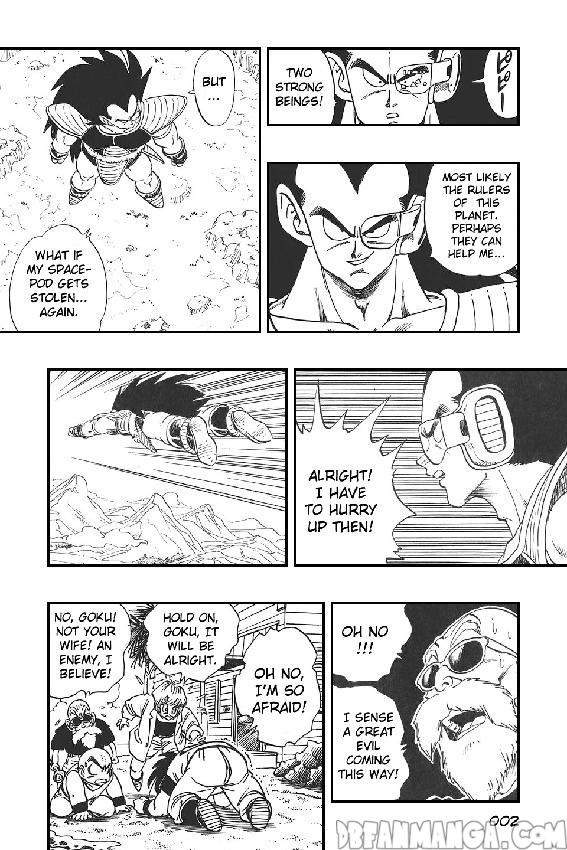 ピピー
TWO
STRONG
BEINGS!
MOST LIKELY
THE RULERS
OF THIS
PLANET.
PERHAPS
THEY CAN
HELP ME...
BUT
...
WHAT IF
MY SPACE-
POD GETS
STOLEN...
AGAIN.
ALRIGHT!
I HAVE
TO HURRY
UP THEN!
OH NO
!!!
I SENSE
A GREAT
EVIL
COMING
THIS WAY!
OH NO,
I'M SO
AFRAID!
HOLD ON,
GOKU, IT
WILL BE
ALRIGHT.
NO, GOKU!
NOT YOUR
WIFE! AN
ENEMY, I
BELIEVE!
002
DBFANMANGA.COM